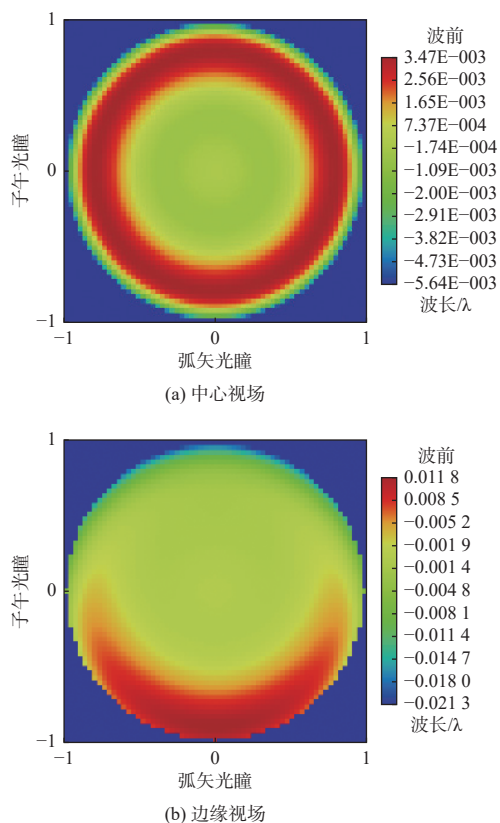 波前
3.47E−003
2.56E−003
1.65E−003
7.37E−004
−1.74E−004
−1.09E−003
−2.00E−003
−2.91E−003
−3.82E−003
−4.73E−003
−5.64E−003
波长/λ
1
0
−1
子午光瞳
−1
0
1
弧矢光瞳
(a) 中心视场
波前
0.011 8
0.008 5
−0.005 2
−0.001 9
−0.001 4
−0.004 8
−0.008 1
−0.011 4
−0.014 7
−0.018 0
−0.021 3
波长/λ
1
0
−1
子午光瞳
−1
0
1
弧矢光瞳
(b) 边缘视场